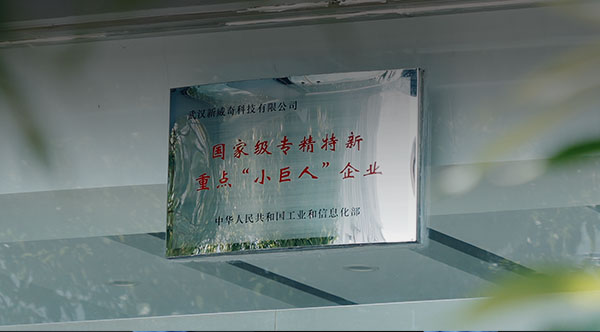 武汉新威奇科技有限公司
国家级专精特新
重点“小巨人”企业
中华人民共和国工业和信息化部